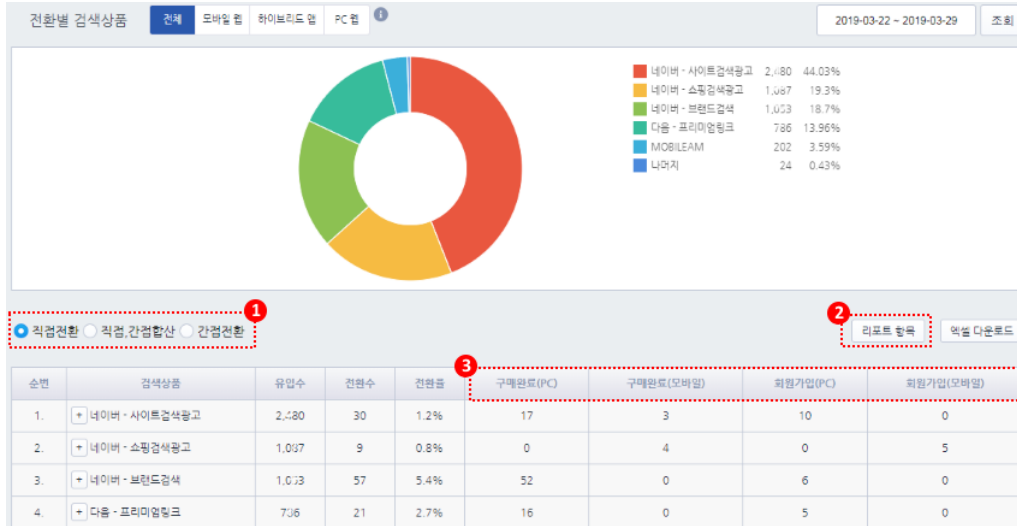 전환별 검색상품 전체 모바일 웹 하이브리드 앱 PC 웹 i 2019-03-22 ~ 2019-03-29 조회
네이버 - 사이트검색광고 2,480 44.03%
네이버 - 쇼핑검색광고 1,087 19.3%
네이버 - 브랜드검색 1,053 18.7%
다음 - 프리미엄링크 786 13.96%
MOBILEAM 202 3.59%
나머지 24 0.43%
1 2
직접전환 직접,간접합산 간접전환 리포트 항목 엑셀 다운로드
3
순번 검색상품 유입수 전환수 전환율 구매완료(PC) 구매완료(모바일) 회원가입(PC) 회원가입(모바일)
1. + 네이버 - 사이트검색광고 2,480 30 1.2% 17 3 10 0
2. + 네이버 - 쇼핑검색광고 1,087 9 0.8% 0 4 0 5
3. + 네이버 - 브랜드검색 1,053 57 5.4% 52 0 6 0
4. + 다음 - 프리미엄링크 786 21 2.7% 16 0 5 0